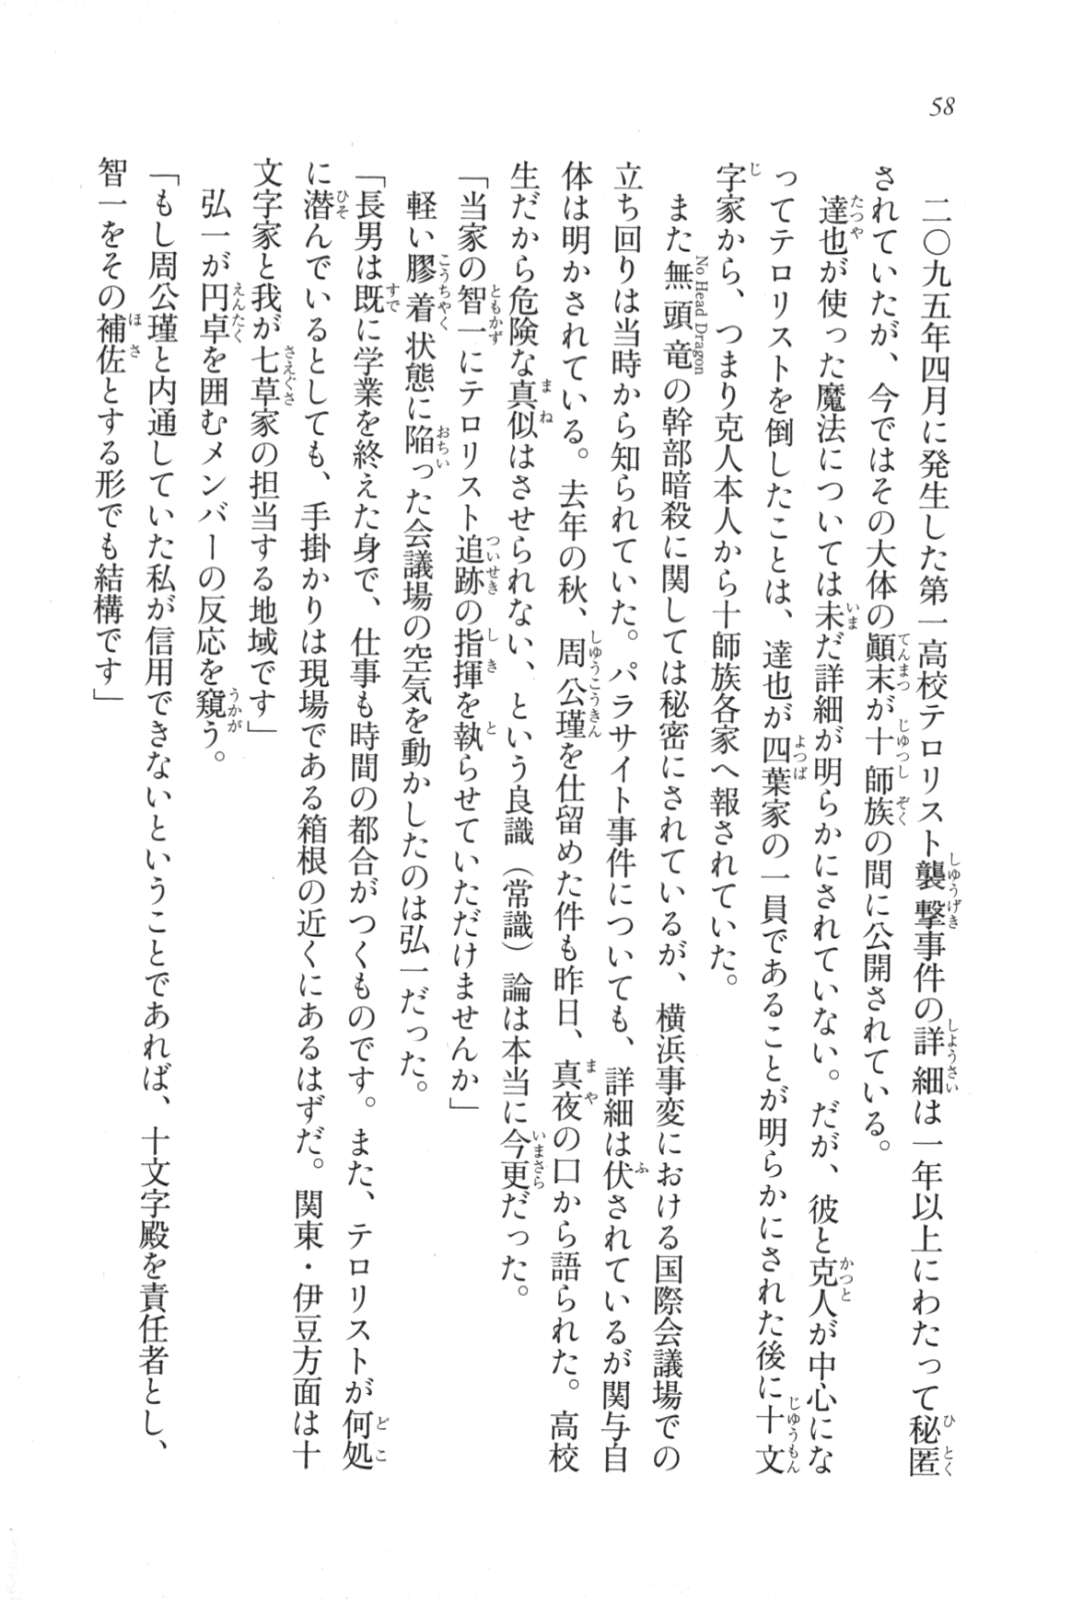 58
二〇九五年四月に発生した第一高校テロリスト襲撃事件の詳細は一年以上にわたって秘匿
されていたが、今ではその大体の顚末が十師族の間に公開されている。
達也が使った魔法については未だ詳細が明らかにされていない。だが、彼と克人が中心にな
ってテロリストを倒したことは、達也が四葉家の一員であることが明らかにされた後に十文
字家から、つまり克人本人から十師族各家へ報されていた。
また無頭竜の幹部暗殺に関しては秘密にされているが、横浜事変における国際会議場での
立ち回りは当時から知られていた。パラサイト事件についても、詳細は伏されているが関与自
体は明かされている。去年の秋、周公瑾を仕留めた件も昨日、真夜の口から語られた。高校
生だから危険な真似はさせられない、という良識（常識）論は本当に今更だった。
「当家の智一にテロリスト追跡の指揮を執らせていただけませんか」
軽い膠着状態に陥った会議場の空気を動かしたのは弘一だった。
「長男は既に学業を終えた身で、仕事も時間の都合がつくものです。また、テロリストが何処
に潜んでいるとしても、手掛かりは現場である箱根の近くにあるはずだ。関東・伊豆方面は十
文字家と我が七草家の担当する地域です」
弘一が円卓を囲むメンバーの反応を窺う。
「もし周公瑾と内通していた私が信用できないということであれば、十文字殿を責任者とし、
智一をその補佐とする形でも結構です」